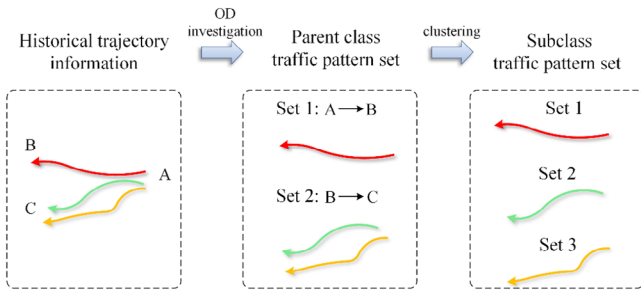 OD
investigation
clustering
Historical trajectory
information
Parent class
traffic pattern set
Subclass
traffic pattern set
B
A
C
Set 1: A→B
Set 2: B→C
Set 1
Set 2
Set 3